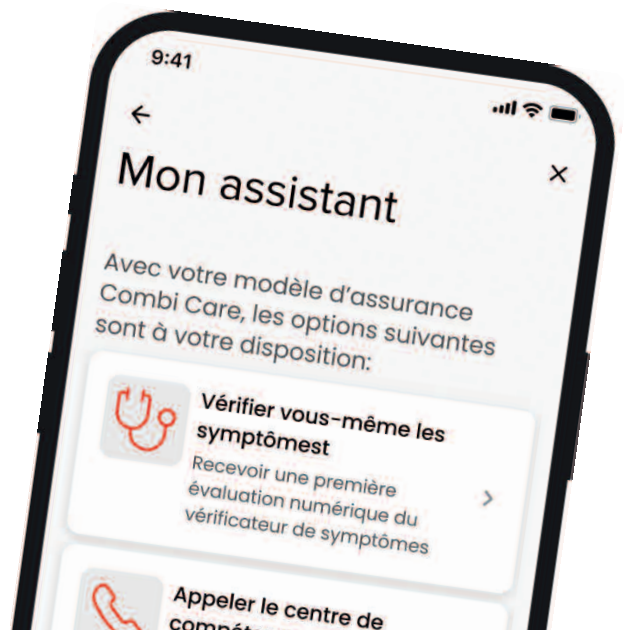 9:41
Mon assistant
Avec votre modèle d'assurance
Combi Care, les options suivantes
sont à votre disposition:
Vérifier vous-même les
symptômest
Recevoir une première
évaluation numérique du
vérificateur de symptômes
Appeler le centre de